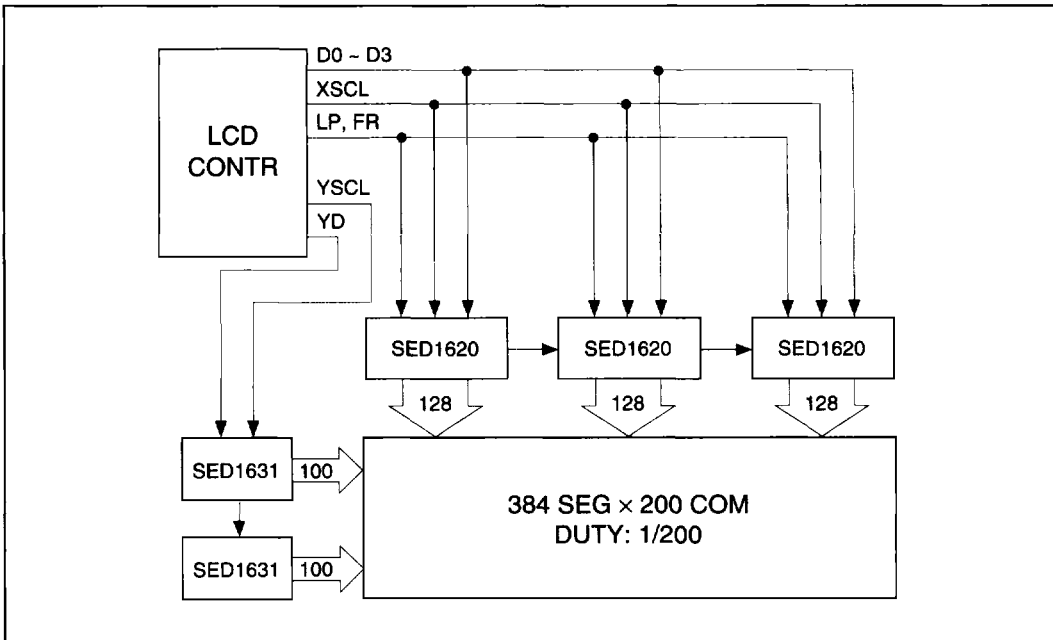 D0 ~ D3
XSCL
LP, FR
LCD
CONTR
YSCL
YD
SED1620
SED1620
SED1620
128
128
128
SED1631
100
384 SEG × 200 COM
DUTY: 1/200
SED1631
100